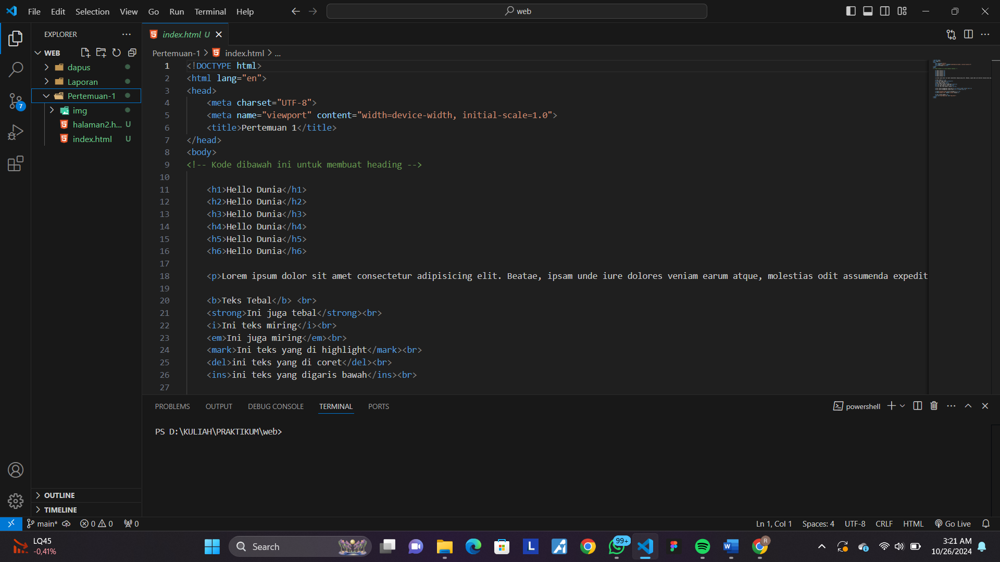 File Edit Selection View Go Run Terminal Help
web
EXPLORER
WEB
dapus
Laporan
Pertemuan-1
img
halaman2.h... U
index.html U
OUTLINE
TIMELINE
7
index.html U
Pertemuan-1 > index.html > ...
1 <!DOCTYPE html>
2 <html lang="en">
3 <head>
4 <meta charset="UTF-8">
5 <meta name="viewport" content="width=device-width, initial-scale=1.0">
6 <title>Pertemuan 1</title>
7 </head>
8 <body>
9 <!-- Kode dibawah ini untuk membuat heading -->
10
11 <h1>Hello Dunia</h1>
12 <h2>Hello Dunia</h2>
13 <h3>Hello Dunia</h3>
14 <h4>Hello Dunia</h4>
15 <h5>Hello Dunia</h5>
16 <h6>Hello Dunia</h6>
17
18 <p>Lorem ipsum dolor sit amet consectetur adipisicing elit. Beatae, ipsam unde iure dolores veniam earum atque, molestias odit assumenda expedit
19
20 <b>Teks Tebal</b> <br>
21 <strong>Ini juga tebal</strong><br>
22 <i>Ini teks miring</i><br>
23 <em>Ini juga miring</em><br>
24 <mark>Ini teks yang di highlight</mark><br>
25 <del>ini teks yang di coret</del><br>
26 <ins>ini teks yang digaris bawah</ins><br>
27
PROBLEMS OUTPUT DEBUG CONSOLE TERMINAL PORTS
powershell
PS D:\KULIAH\PRAKTIKUM\web>
main* 0 0 0
Ln 1, Col 1 Spaces: 4 UTF-8 CRLF HTML Go Live
LQ45
-0,41%
Search
L
99+
W
R
3:21 AM
10/26/2024